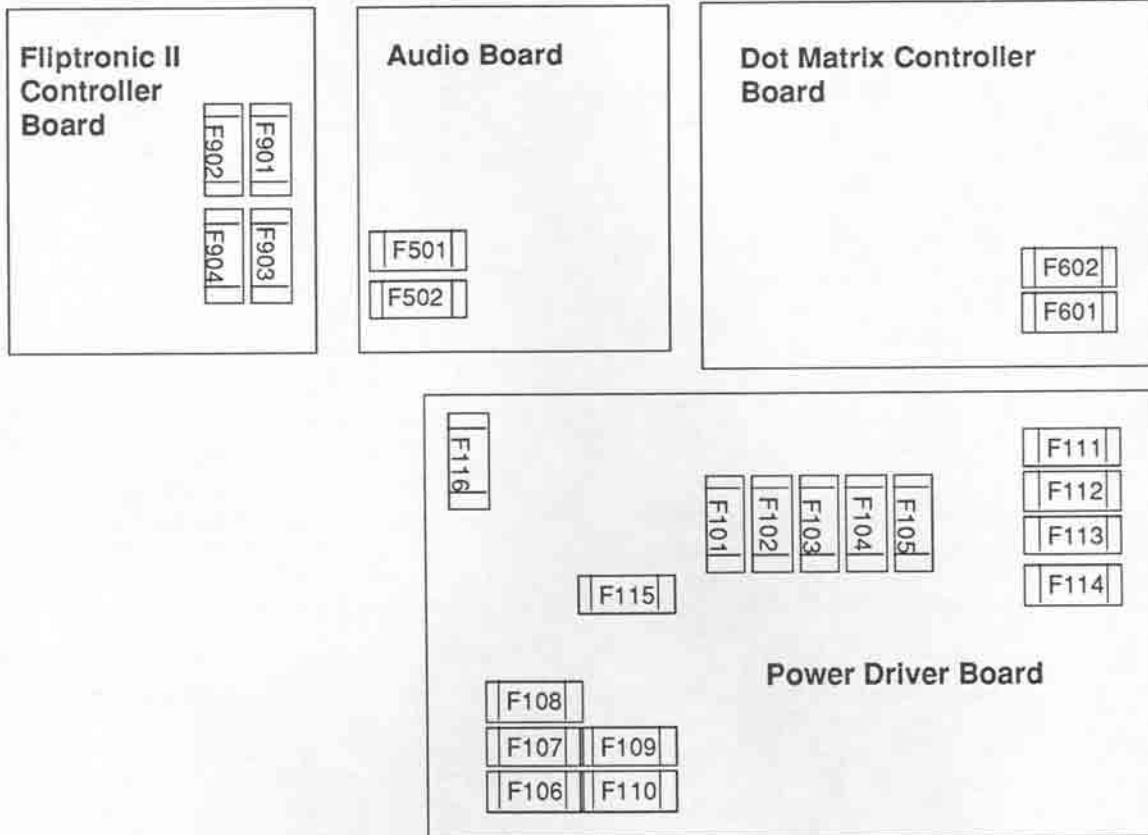 Fliptronic II
Controller
Board
F902
F901
F904
F903
Audio Board
F501
F502
Dot Matrix Controller
Board
F602
F601
F116
F101
F102
F103
F104
F105
F111
F112
F113
F114
F115
Power Driver Board
F108
F107
F109
F106
F110